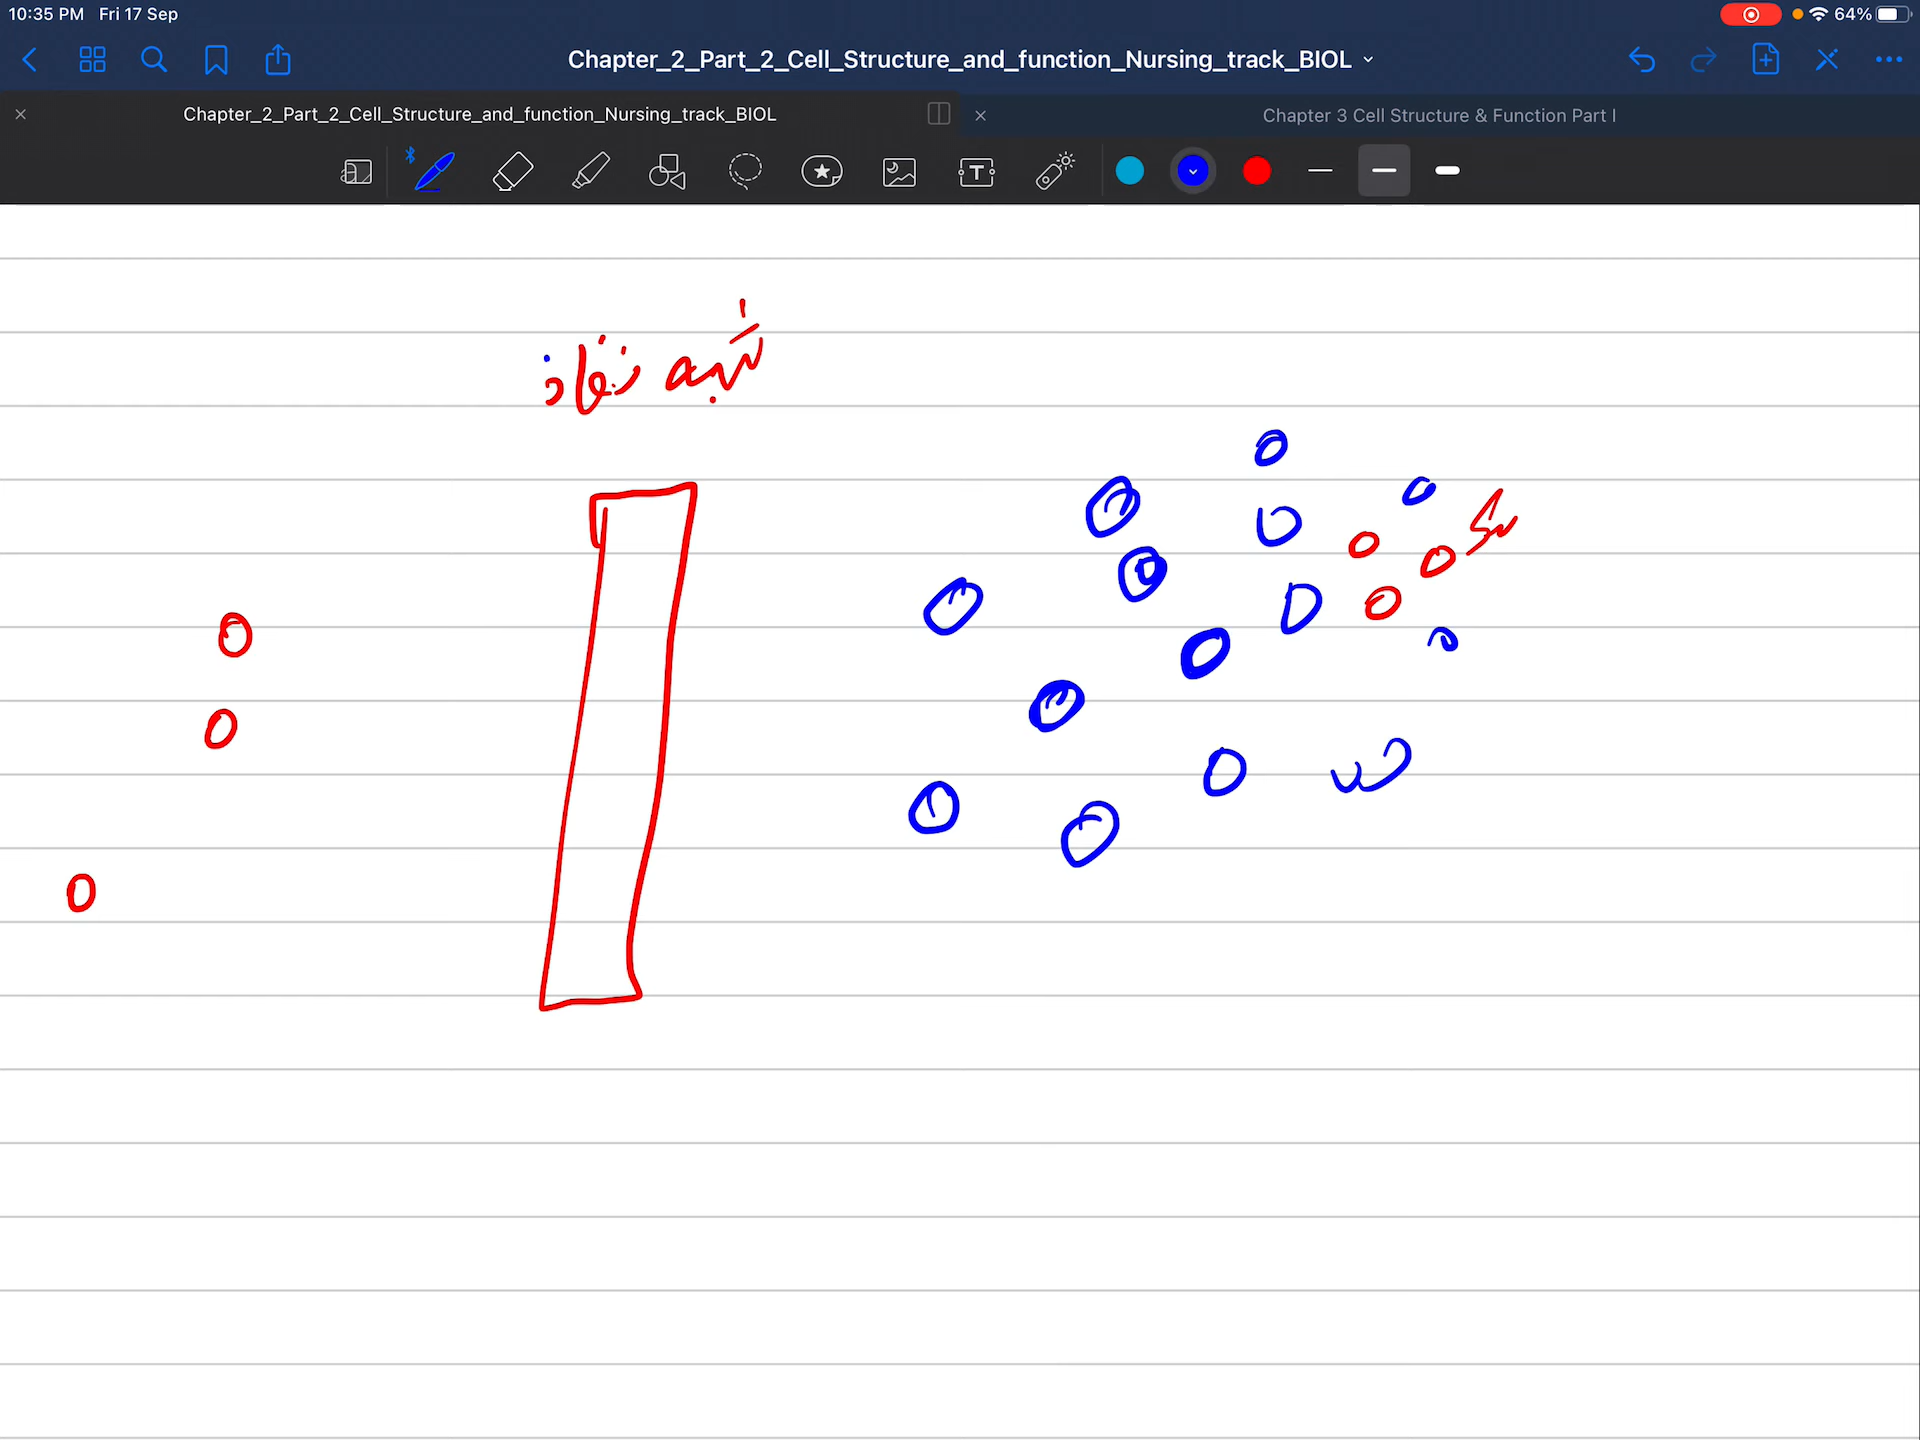 10:35 PM Fri 17 Sep
64%
Chapter_2_Part_2_Cell_Structure_and_function_Nursing_track_BIOL
Chapter_2_Part_2_Cell_Structure_and_function_Nursing_track_BIOL
Chapter 3 Cell Structure & Function Part I
شبه نفاذ